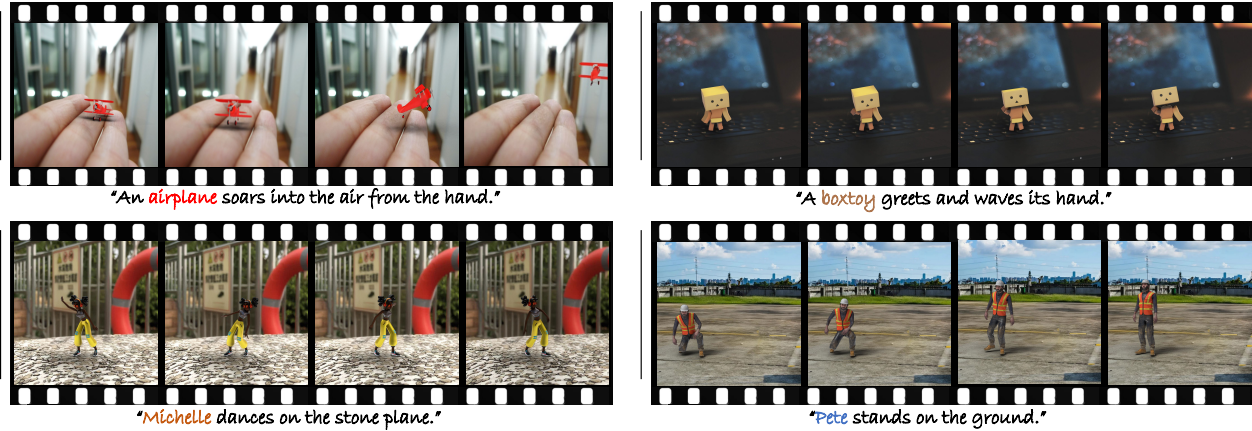 “An airplane soars into the air from the hand.”
“A boxtoy greets and waves its hand.”
“Michelle dances on the stone plane.”
“Pete stands on the ground.”